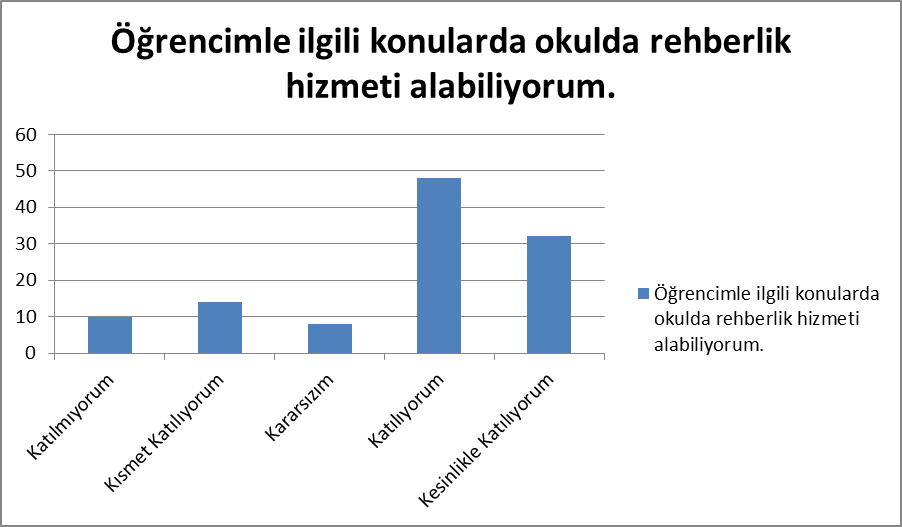 Öğrencimle ilgili konularda okulda rehberlik
hizmeti alabiliyorum.
60
50
40
30
20
10
0
Katılmıyorum
Kısmet Katılıyorum
Kararsızım
Katılıyorum
Kesinlikle Katılıyorum
Öğrencimle ilgili konularda
okulda rehberlik hizmeti
alabiliyorum.